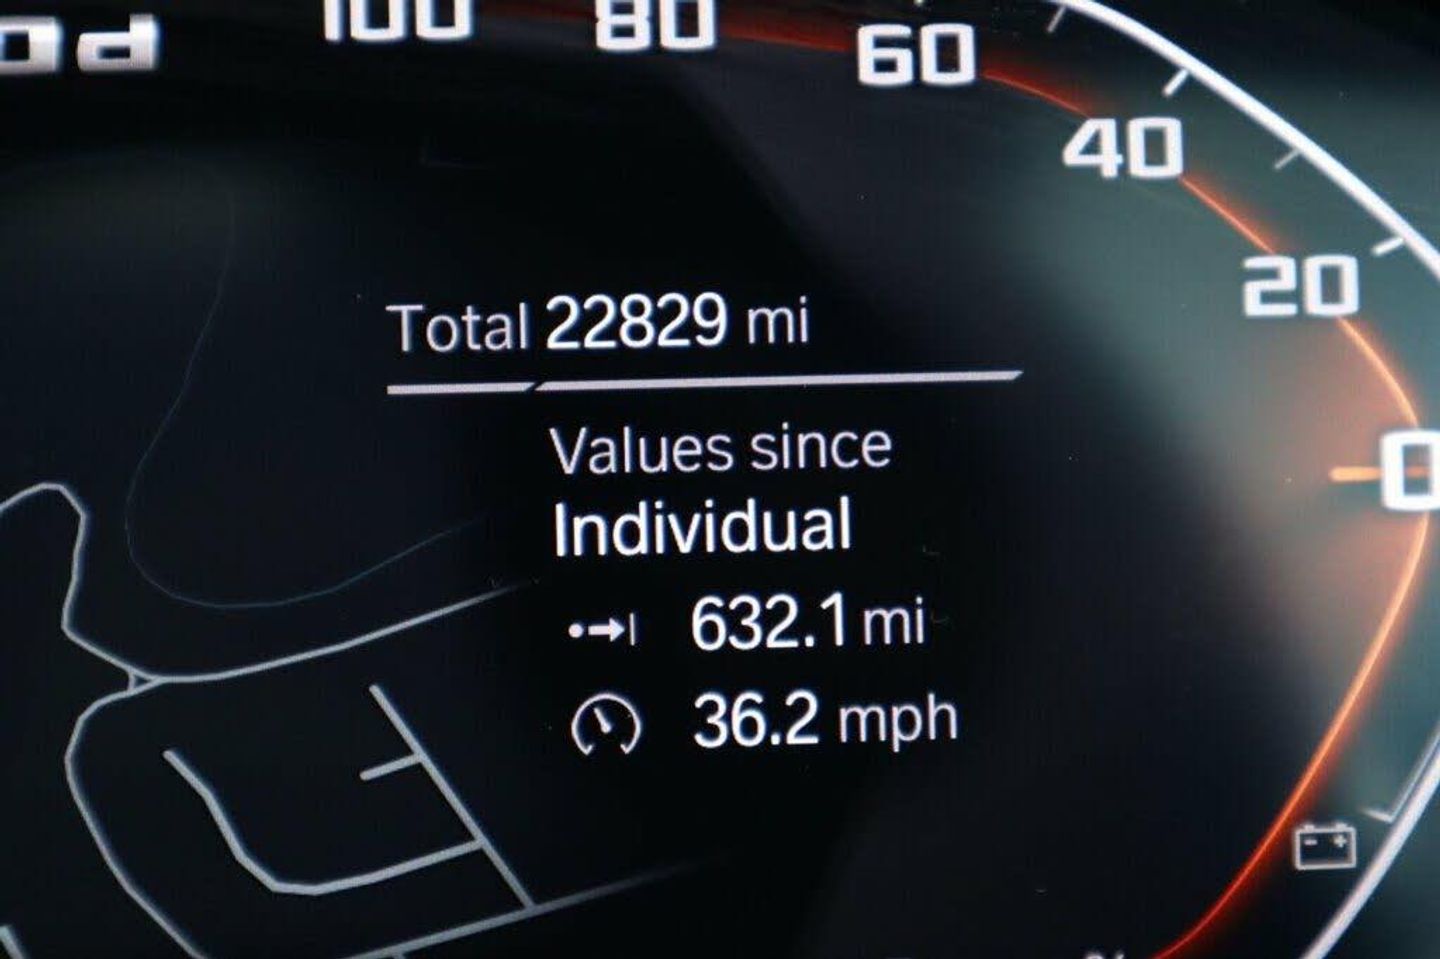 100 80 60
40
20
Total 22829 mi
Values since
0
Individual
632.1 mi
36.2 mph